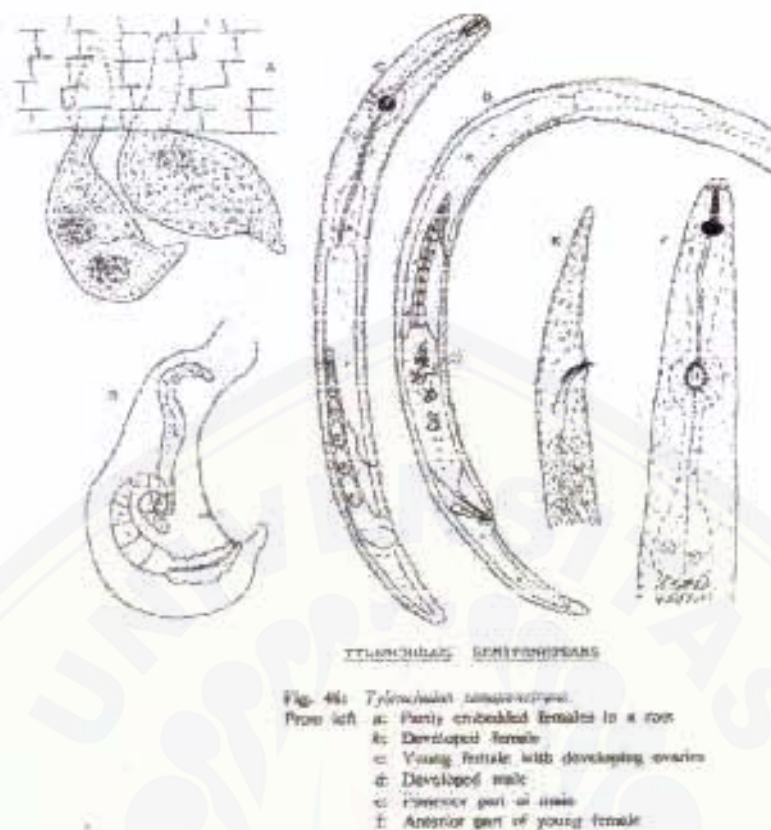 A
C
D
E
F
B
UNIVERSITAS
TYLENCHULUS SEMIPENETRANS
Fig. 46: Tylenchulus semipenetrans.
From left a: Partly embedded females in a root
b: Developed female
c: Young female with developing ovaries
d: Developed male
e: Posterior part of male
f: Anterior part of young female